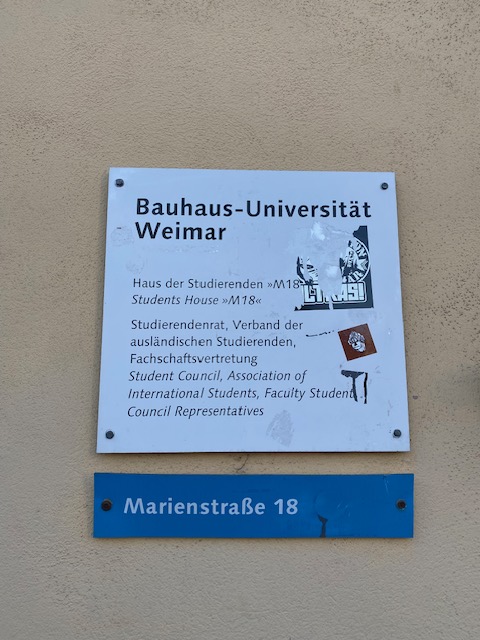 Bauhaus-Universität
Weimar
Haus der Studierenden »M18
Students House »M18«
Studierendenrat, Verband der
ausländischen Studierenden,
Fachschaftsvertretung
Student Council, Association of
International Students, Faculty Student
Council Representatives
Marienstraße 18